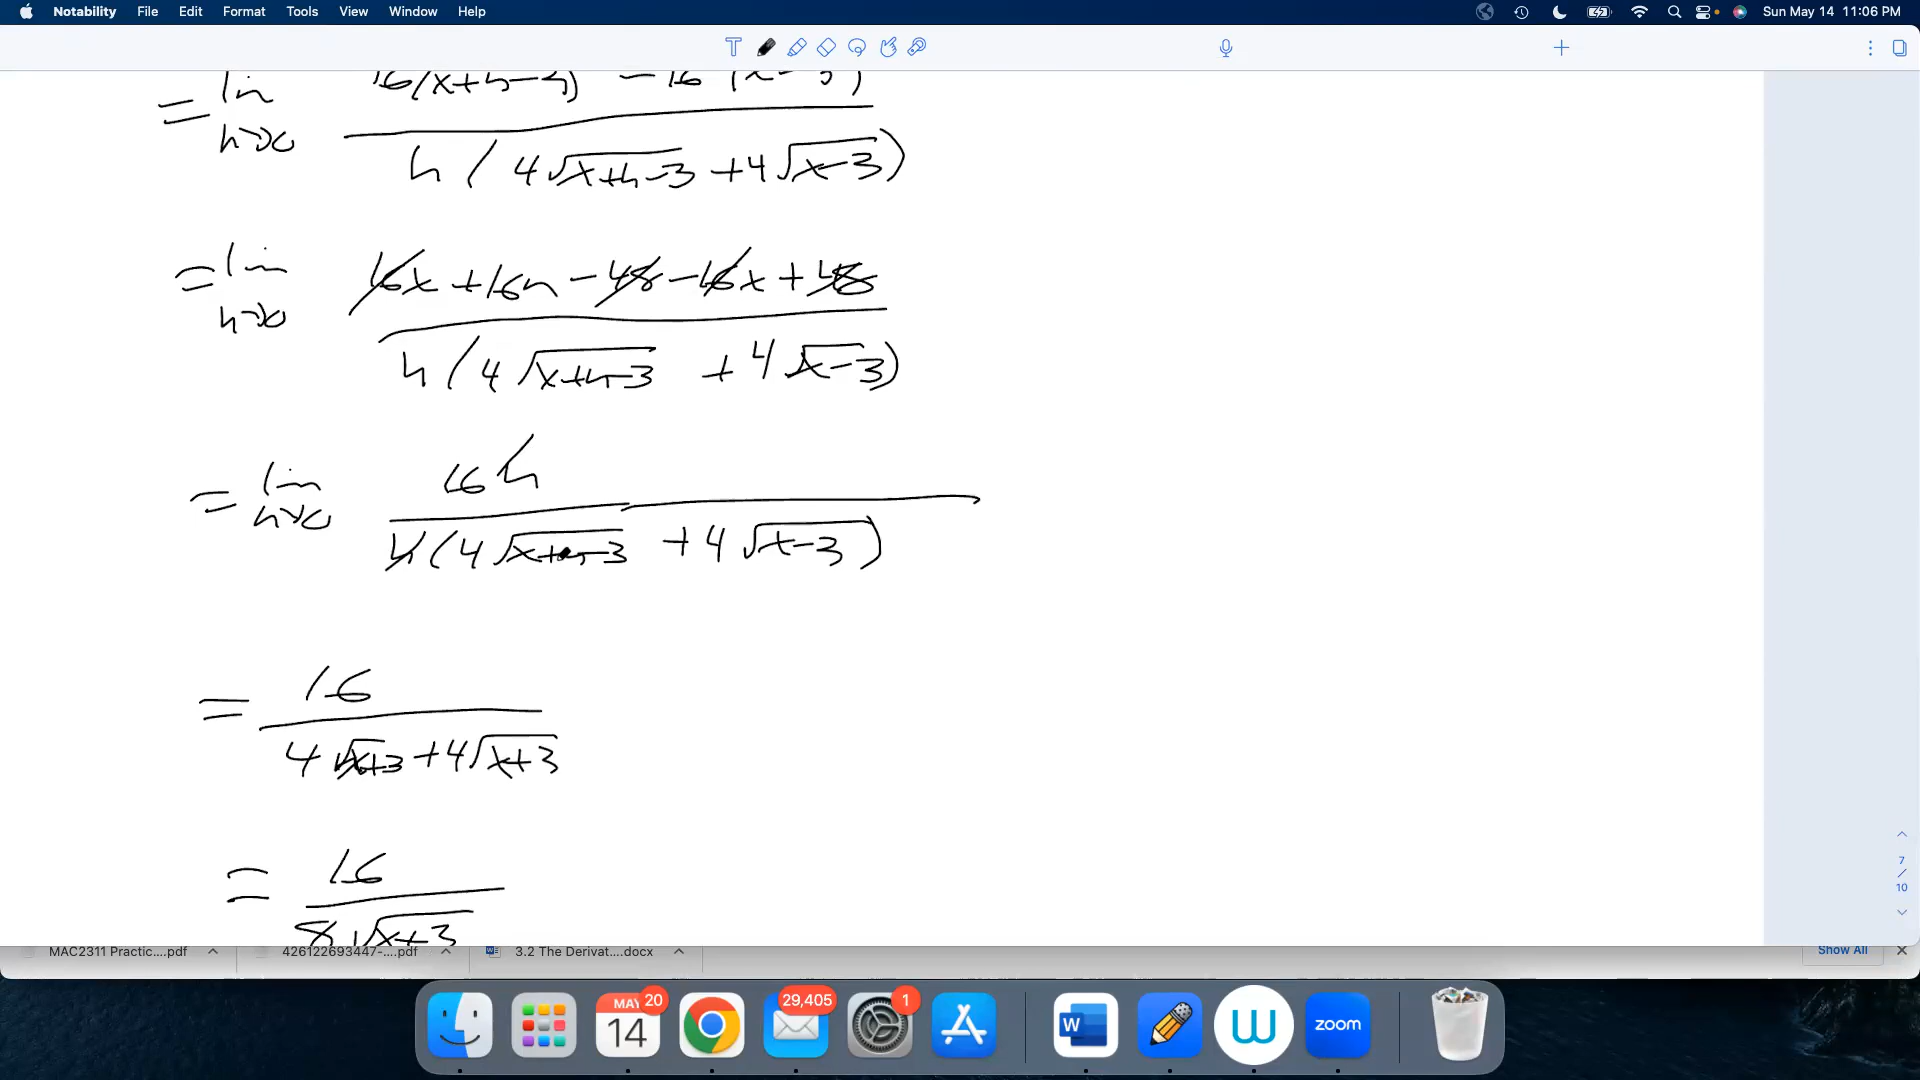 Notability File Edit Format Tools View Window Help Sun May 14 11:06 PM
= lim h→0 16(x+h-3) - 16(x-3)
h(4√x+h-3 + 4√x-3)
= lim h→0 16x + 16h - 48 - 16x + 48
h(4√x+h-3 + 4√x-3)
= lim h→0 16h
h(4√x+h-3 + 4√x-3)
= 16
4√x+3 + 4√x+3
= 16
8√x+3
7
/
10
MAC2311 Practic....pdf 426122693447-....pdf 3.2 The Derivat....docx Show All
MAY 20 29,405 1
14 W W zoom